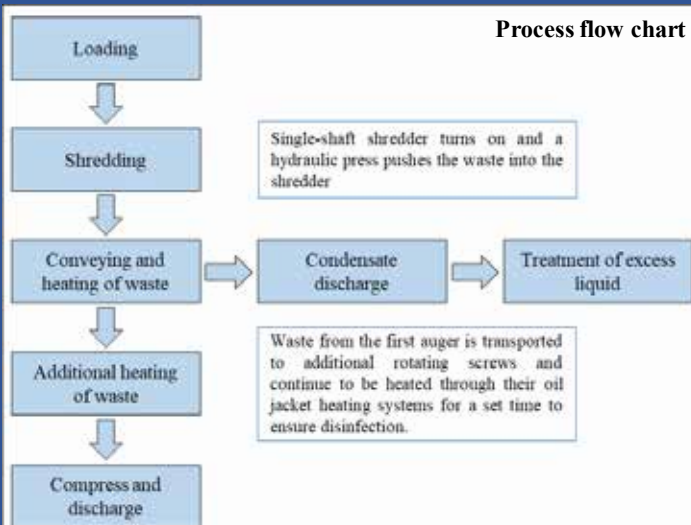 Process flow chart
Loading
Shredding
Single-shaft shredder turns on and a
hydraulic press pushes the waste into the
shredder
Conveying and
heating of waste
Condensate
discharge
Treatment of excess
liquid
Additional heating
of waste
Waste from the first auger is transported
to additional rotating screws and
continue to be heated through their oil
jacket heating systems for a set time to
ensure disinfection.
Compress and
discharge